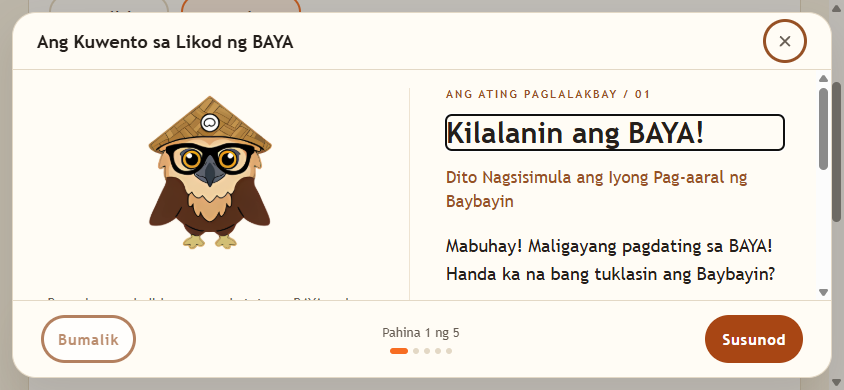 Ang Kuwento sa Likod ng BAYA
ANG ATING PAGLALAKBAY / 01
Kilalanin ang BAYA!
Dito Nagsisimula ang Iyong Pag-aaral ng
Baybayin
Mabuhay! Maligayang pagdating sa BAYA!
Handa ka na bang tuklasin ang Baybayin?
Bumalik
Pahina 1 ng 5
Susunod